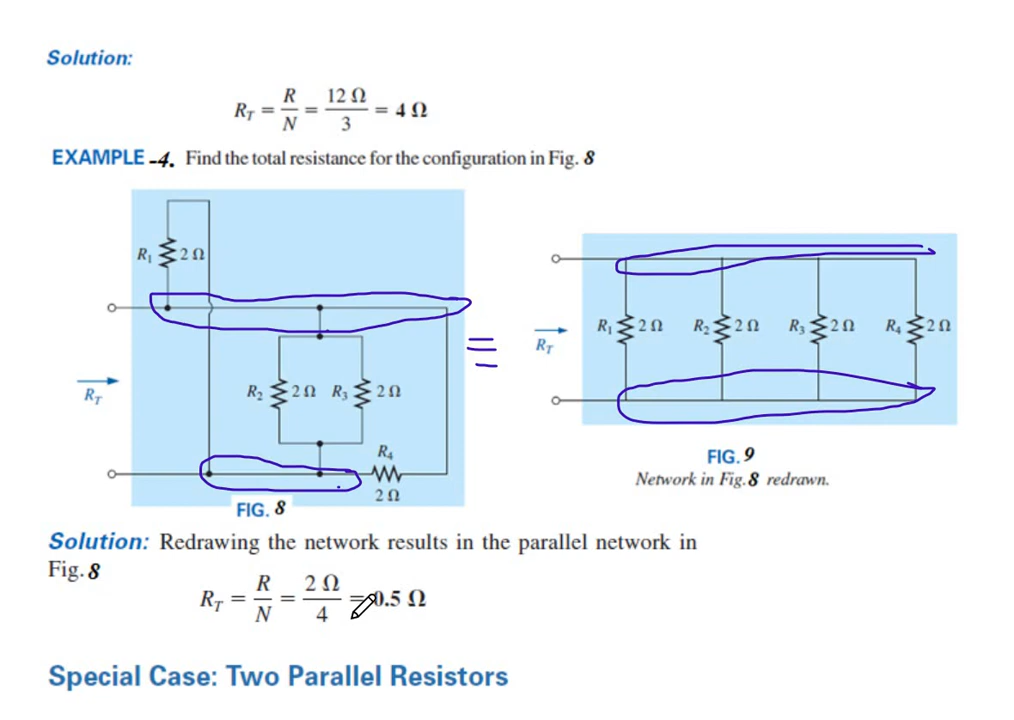 Solution:
R_T = R/N = 12 Ω/3 = 4 Ω
EXAMPLE -4. Find the total resistance for the configuration in Fig. 8
R₁ 2 Ω
R_T
R₂ 2 Ω R₃ 2 Ω
R₄
2 Ω
FIG. 8
R_T
R₁ 2 Ω R₂ 2 Ω R₃ 2 Ω R₄ 2 Ω
FIG. 9
Network in Fig. 8 redrawn.
Solution: Redrawing the network results in the parallel network in
Fig. 8
R_T = R/N = 2 Ω/4 = 0.5 Ω
Special Case: Two Parallel Resistors